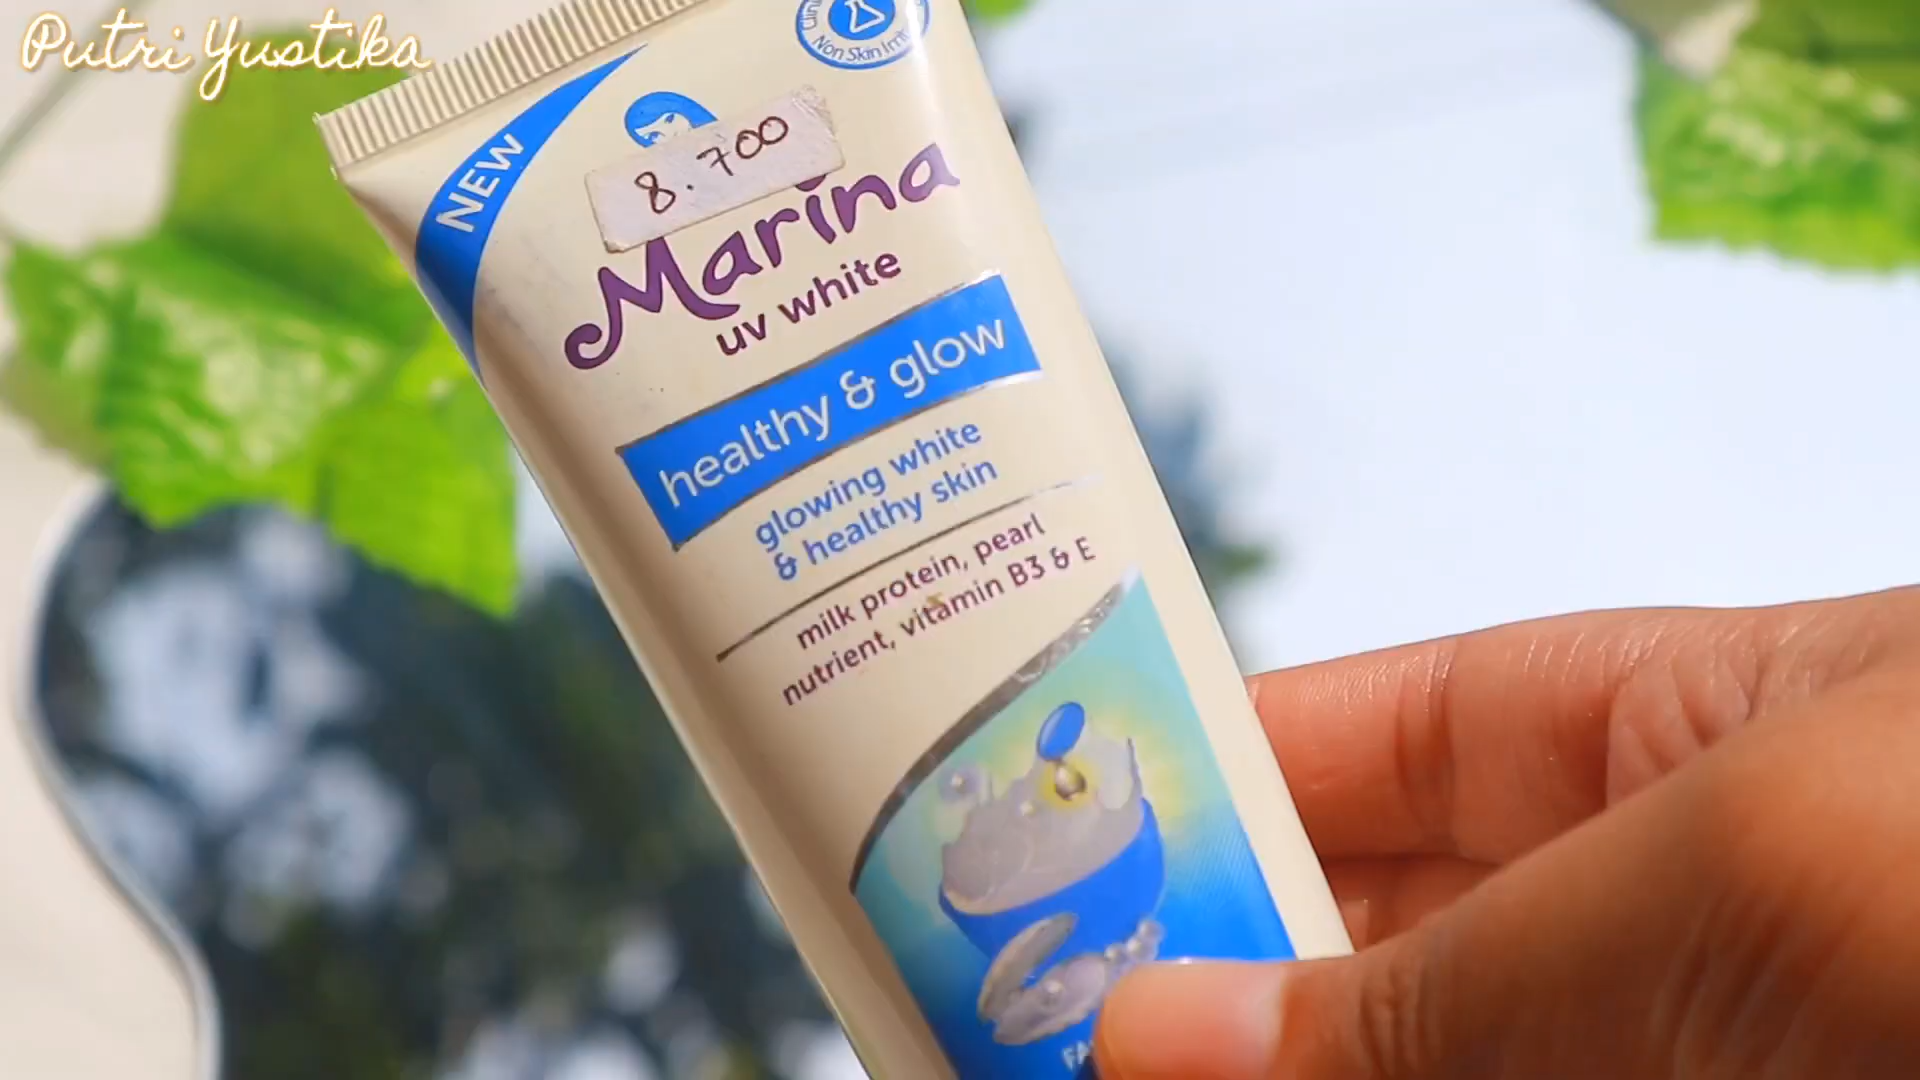 Putri Yustika
Non Skin
NEW
8.700
Marina
uv white
healthy & glow
glowing white
& healthy skin
milk protein, pearl
nutrient, vitamin B3 & E